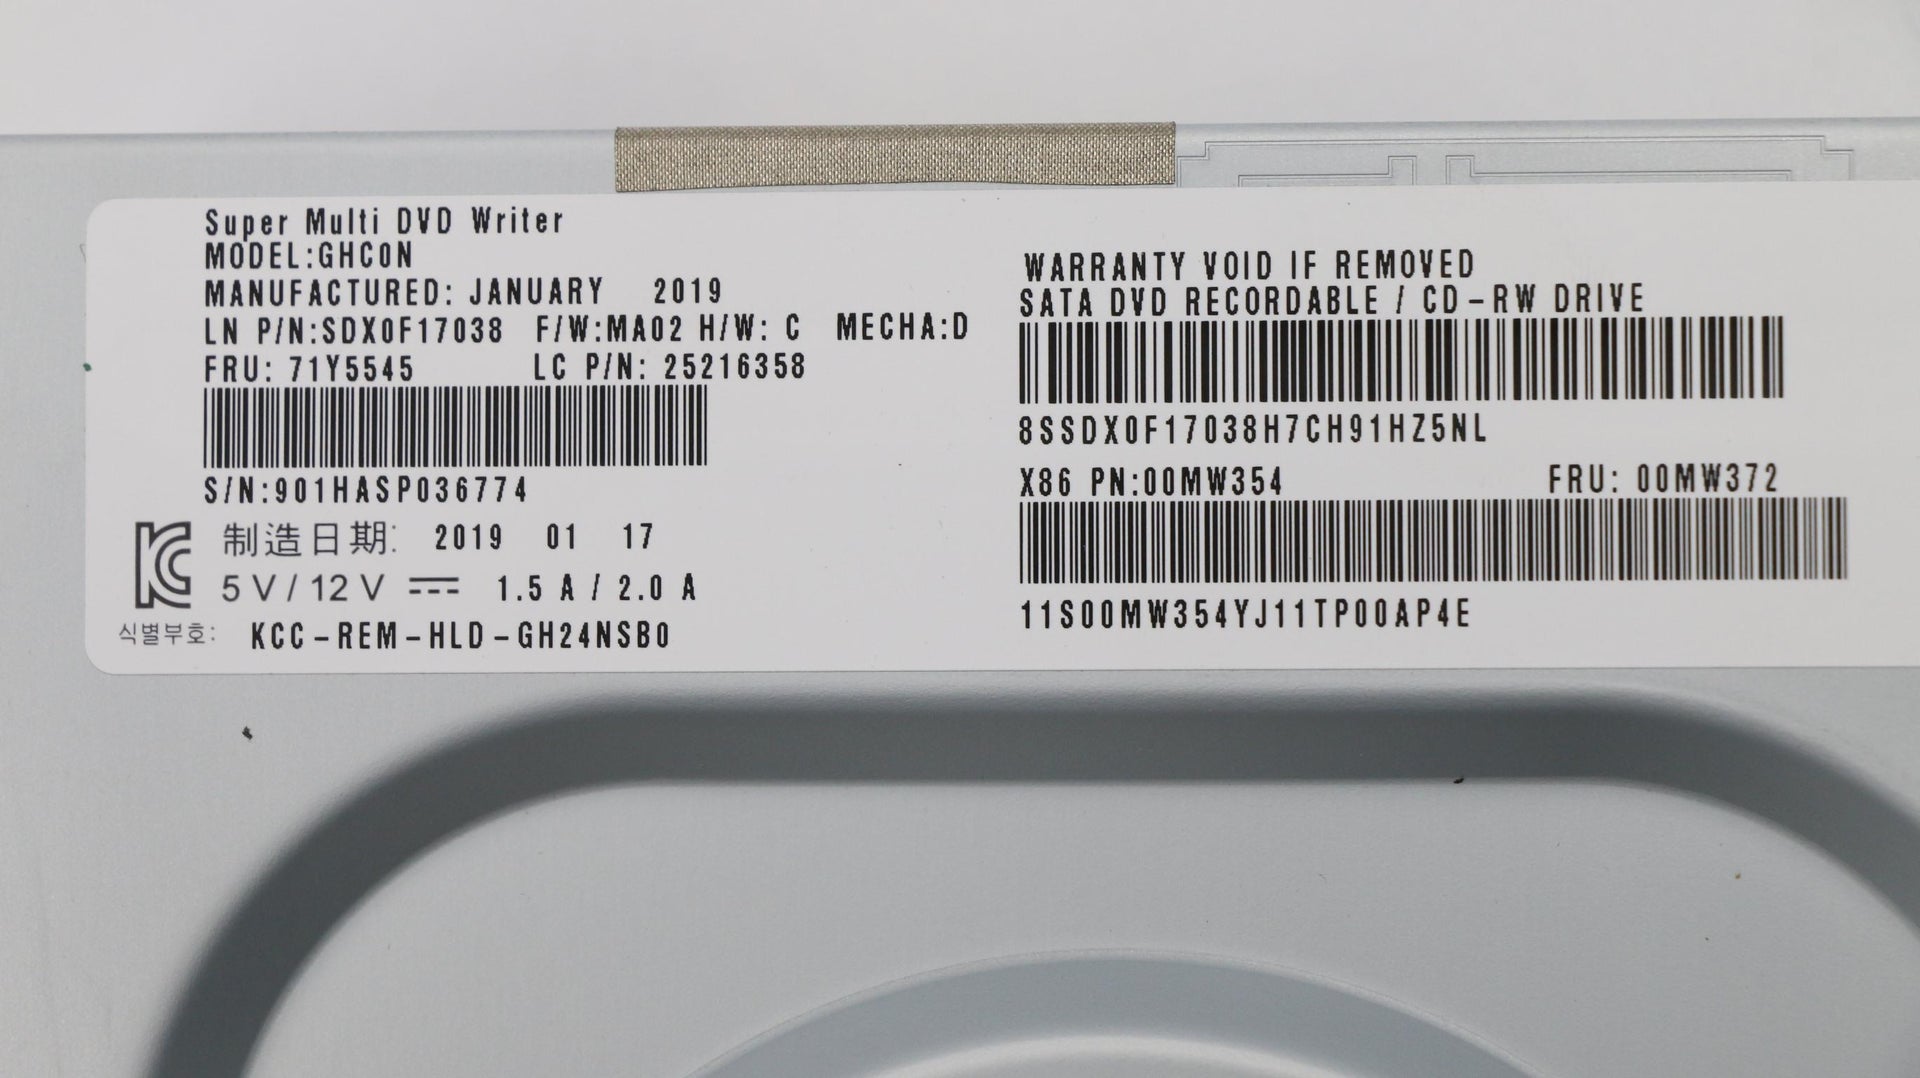 Super Multi DVD Writer
MODEL:GHC0N
MANUFACTURED: JANUARY 2019
LN P/N:SDX0F17038 F/W:MA02 H/W: C MECHA:D
FRU: 71Y5545 LC P/N: 25216358
S/N:901HASP036774
制造日期: 2019 01 17
5 V / 12 V ⎓ 1.5 A / 2.0 A
식별부호: KCC-REM-HLD-GH24NSB0
WARRANTY VOID IF REMOVED
SATA DVD RECORDABLE / CD-RW DRIVE
8SSDX0F17038H7CH91HZ5NL
X86 PN:00MW354 FRU: 00MW372
11S00MW354YJ11TP00AP4E